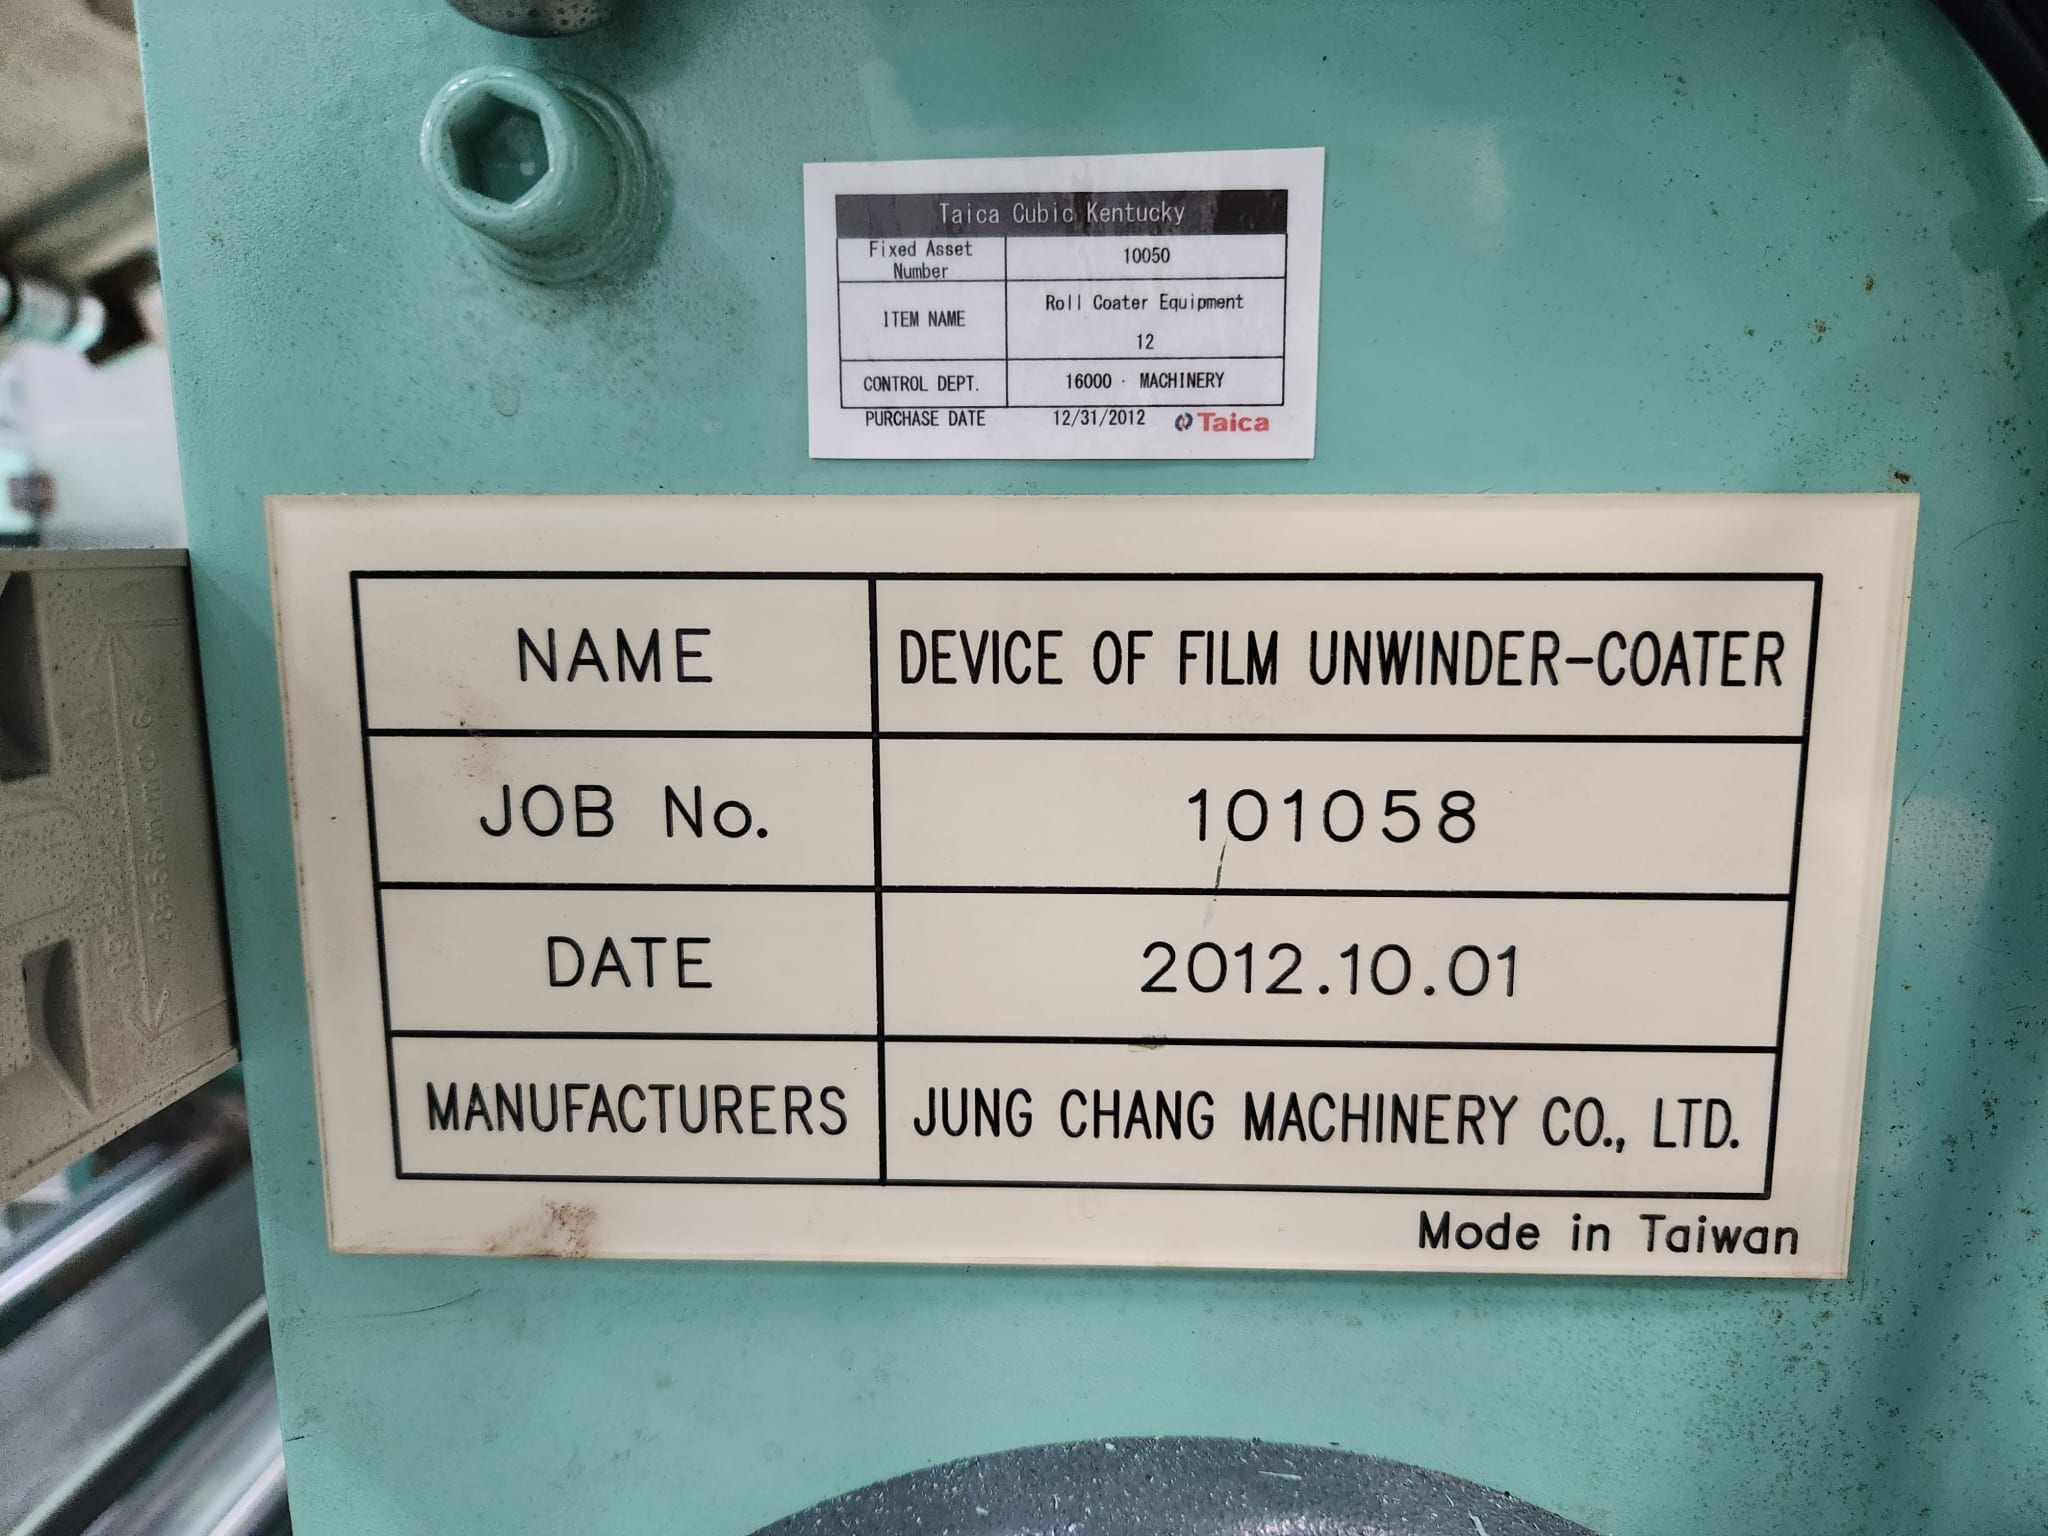 Taica Cubic Kentucky
Fixed Asset Number 10050
ITEM NAME Roll Coater Equipment 12
CONTROL DEPT. 16000 · MACHINERY
PURCHASE DATE 12/31/2012 Taica
NAME DEVICE OF FILM UNWINDER-COATER
JOB No. 101058
DATE 2012.10.01
MANUFACTURERS JUNG CHANG MACHINERY CO., LTD.
Mode in Taiwan